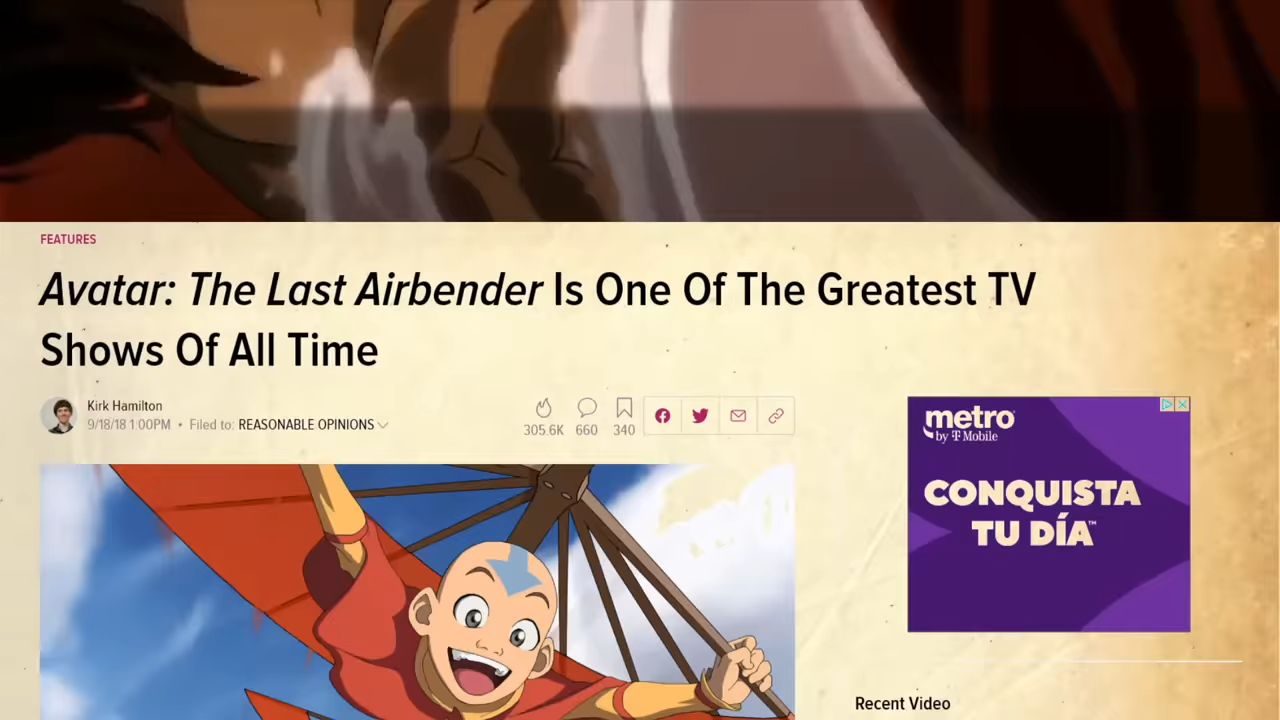 FEATURES
Avatar: The Last Airbender Is One Of The Greatest TV
Shows Of All Time
Kirk Hamilton
9/18/18 1:00PM • Filed to: REASONABLE OPINIONS
305.6K 660 340
metro
by T Mobile
CONQUISTA
TU DÍA™
Recent Video